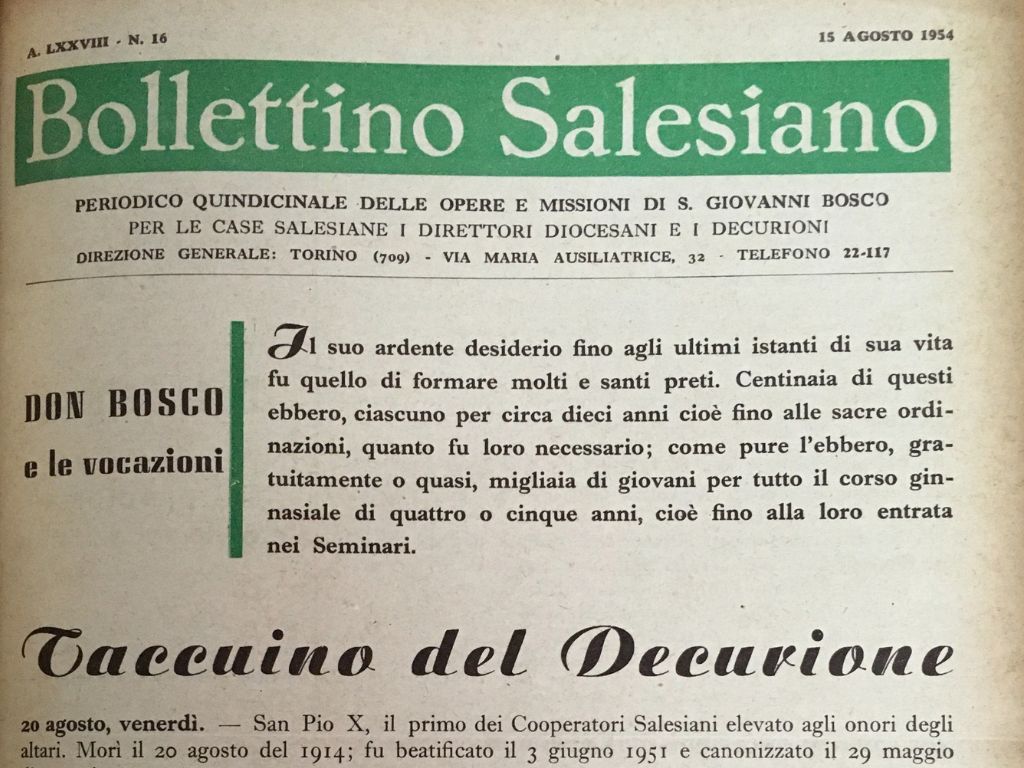 A. LXXVIII - N. 16
15 AGOSTO 1954
Bollettino Salesiano
PERIODICO QUINDICINALE DELLE OPERE E MISSIONI DI S. GIOVANNI BOSCO
PER LE CASE SALESIANE I DIRETTORI DIOCESANI E I DECURIONI
DIREZIONE GENERALE: TORINO (709) - VIA MARIA AUSILIATRICE, 32 - TELEFONO 22-117
DON BOSCO
e le vocazioni
Il suo ardente desiderio fino agli ultimi istanti di sua vita
fu quello di formare molti e santi preti. Centinaia di questi
ebbero, ciascuno per circa dieci anni cioè fino alle sacre ordi-
nazioni, quanto fu loro necessario; come pure l'ebbero, gra-
tuitamente o quasi, migliaia di giovani per tutto il corso gin-
nasiale di quattro o cinque anni, cioè fino alla loro entrata
nei Seminari.
Taccuino del Decurione
20 agosto, venerdì. — San Pio X, il primo dei Cooperatori Salesiani elevato agli onori degli
altari. Morì il 20 agosto del 1914; fu beatificato il 3 giugno 1951 e canonizzato il 29 maggio